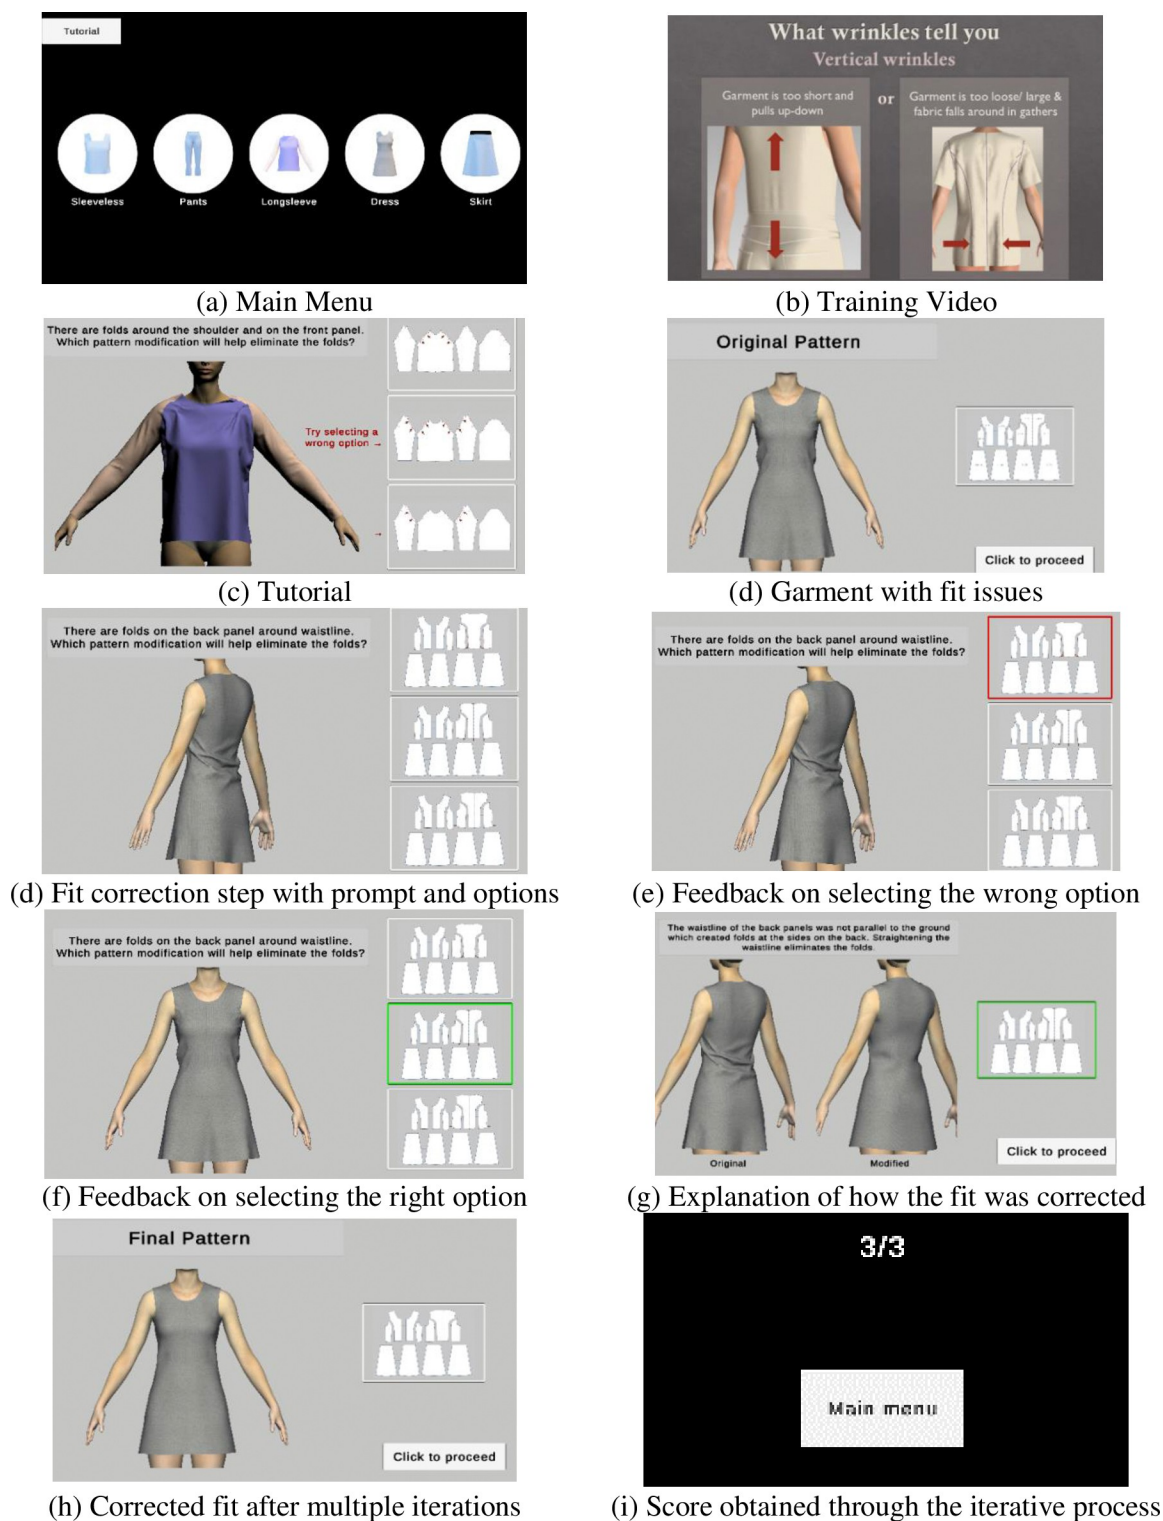 Tutorial
Sleeveless
Pants
Longsleeve
Dress
Skirt
(a) Main Menu
What wrinkles tell you
Vertical wrinkles
Garment is too short and
pulls up-down
or
Garment is too loose/ large &
fabric falls around in gathers
(b) Training Video
There are folds around the shoulder and on the front panel.
Which pattern modification will help eliminate the folds?
Try selecting a
wrong option →
→
(c) Tutorial
Original Pattern
Click to proceed
(d) Garment with fit issues
There are folds on the back panel around waistline.
Which pattern modification will help eliminate the folds?
(d) Fit correction step with prompt and options
There are folds on the back panel around waistline.
Which pattern modification will help eliminate the folds?
(e) Feedback on selecting the wrong option
There are folds on the back panel around waistline.
Which pattern modification will help eliminate the folds?
(f) Feedback on selecting the right option
The waistline of the back panels was not parallel to the ground
which created folds at the sides on the back. Straightening the
waistline eliminates the folds.
Original
Modified
Click to proceed
(g) Explanation of how the fit was corrected
Final Pattern
Click to proceed
(h) Corrected fit after multiple iterations
3/3
Main menu
(i) Score obtained through the iterative process